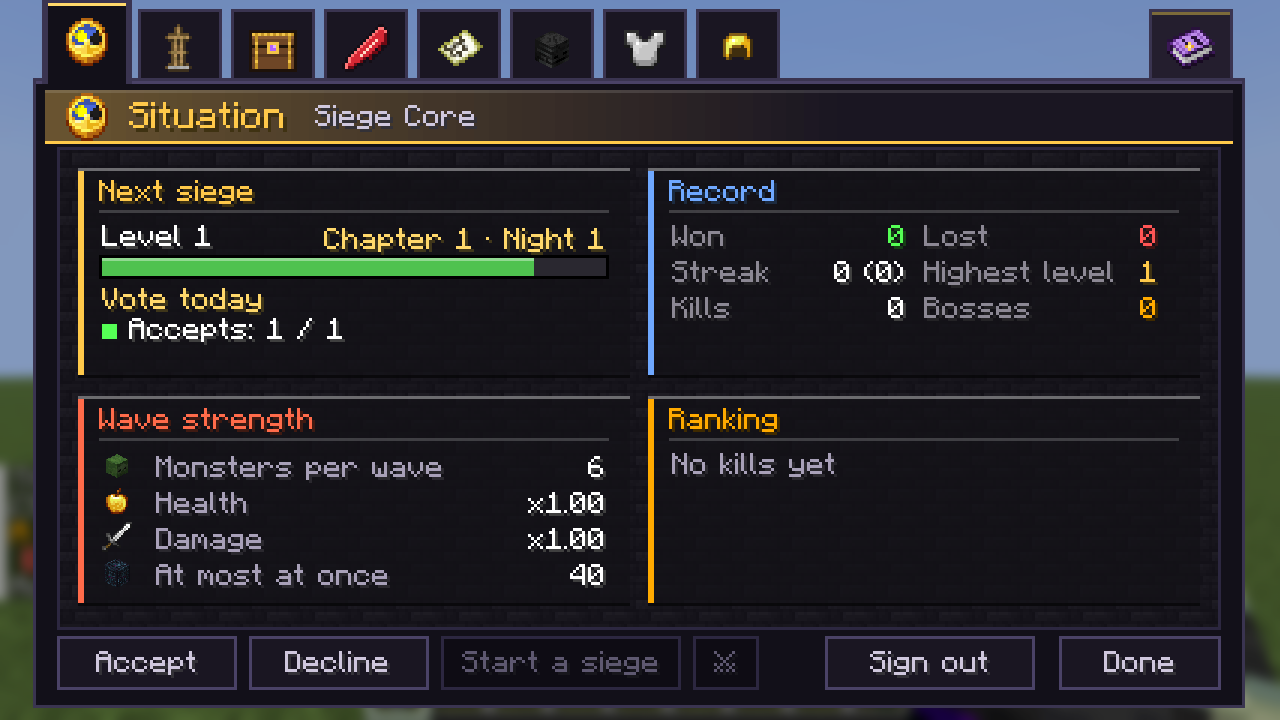 Situation Siege Core
Next siege
Level 1 Chapter 1 · Night 1
Vote today
Accepts: 1 / 1
Record
Won 0 Lost 0
Streak 0 (0) Highest level 1
Kills 0 Bosses 0
Wave strength
Monsters per wave 6
Health x1.00
Damage x1.00
At most at once 40
Ranking
No kills yet
Accept Decline Start a siege Sign out Done